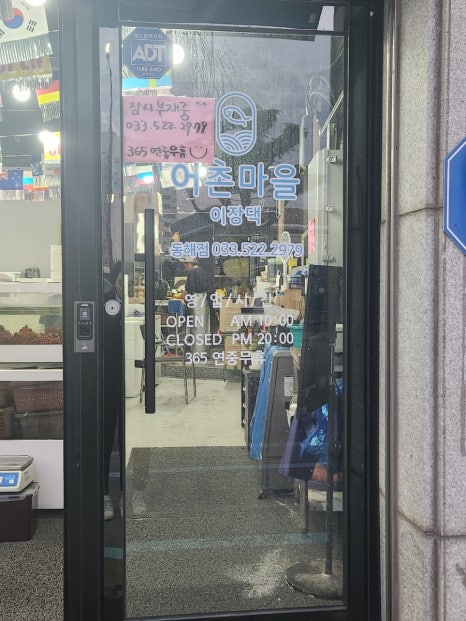 ADT
잠시 부재중 ^^
033.522.2979
365 연중무휴
어촌마을
이장댁
동해점 033.522.2979
영/업/시/간
OPEN AM 10:00
CLOSED PM 20:00
365 연중무휴